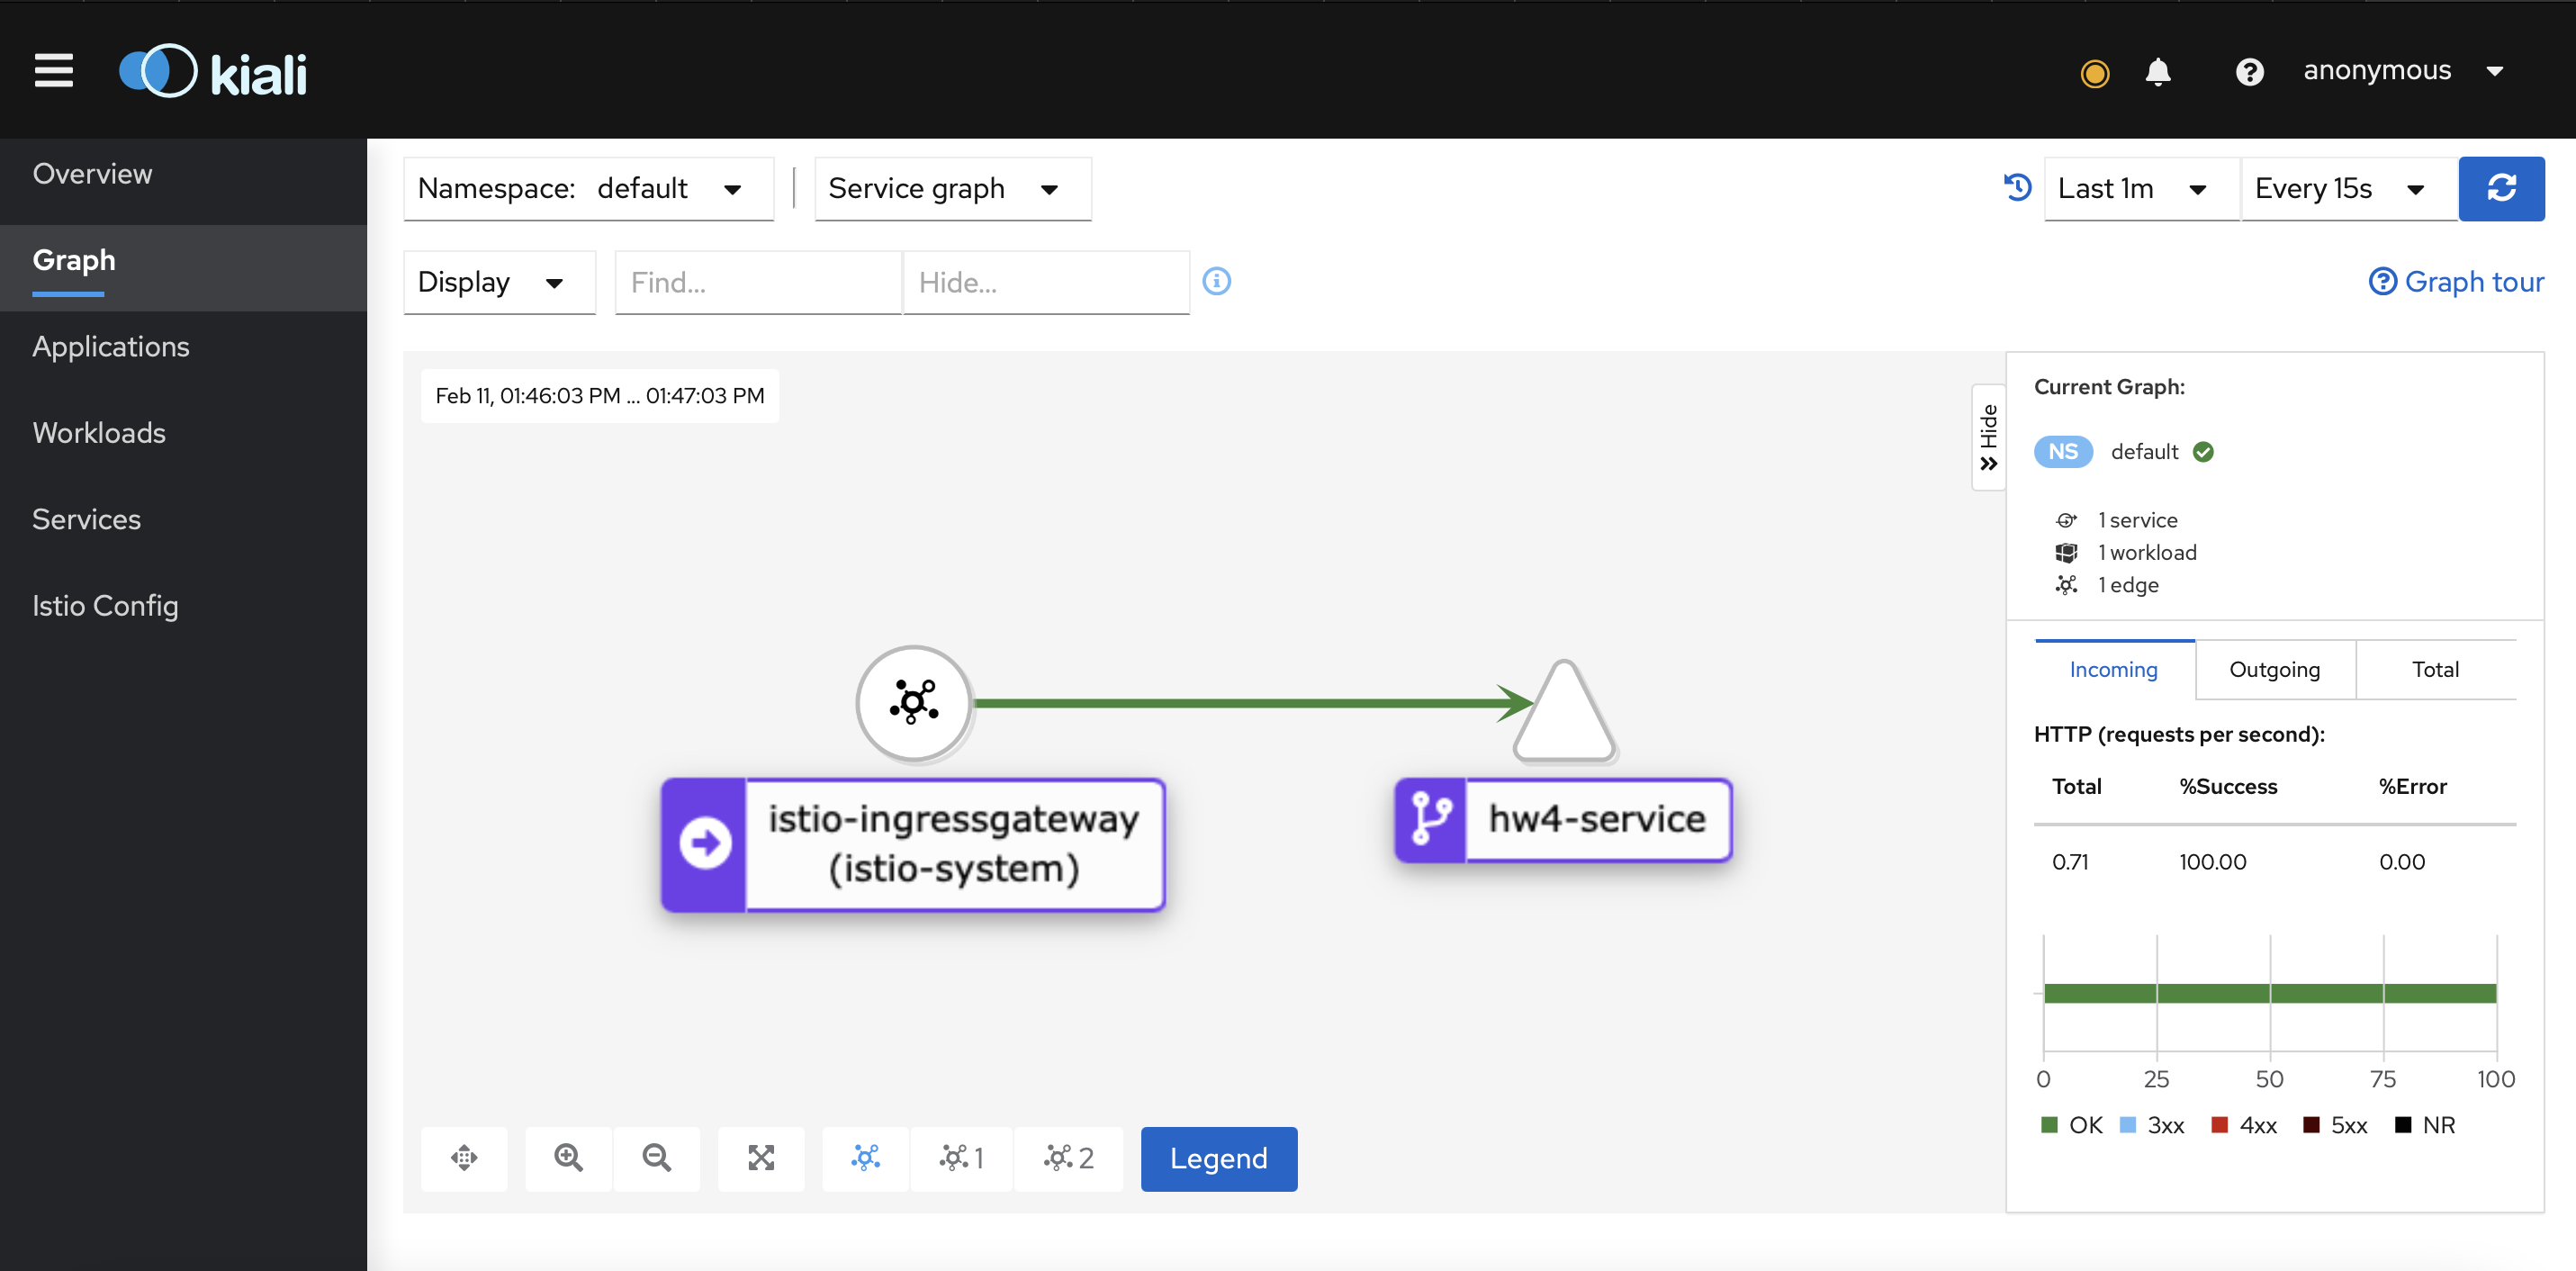 kiali
anonymous
Overview
Graph
Applications
Workloads
Services
Istio Config
Namespace: default
Service graph
Last 1m
Every 15s
Display
Find...
Hide...
Graph tour
Feb 11, 01:46:03 PM ... 01:47:03 PM
istio-ingressgateway
(istio-system)
hw4-service
1
2
Legend
Hide
Current Graph:
NS default
1 service
1 workload
1 edge
Incoming Outgoing Total
HTTP (requests per second):
Total %Success %Error
0.71 100.00 0.00
0 25 50 75 100
OK 3xx 4xx 5xx NR